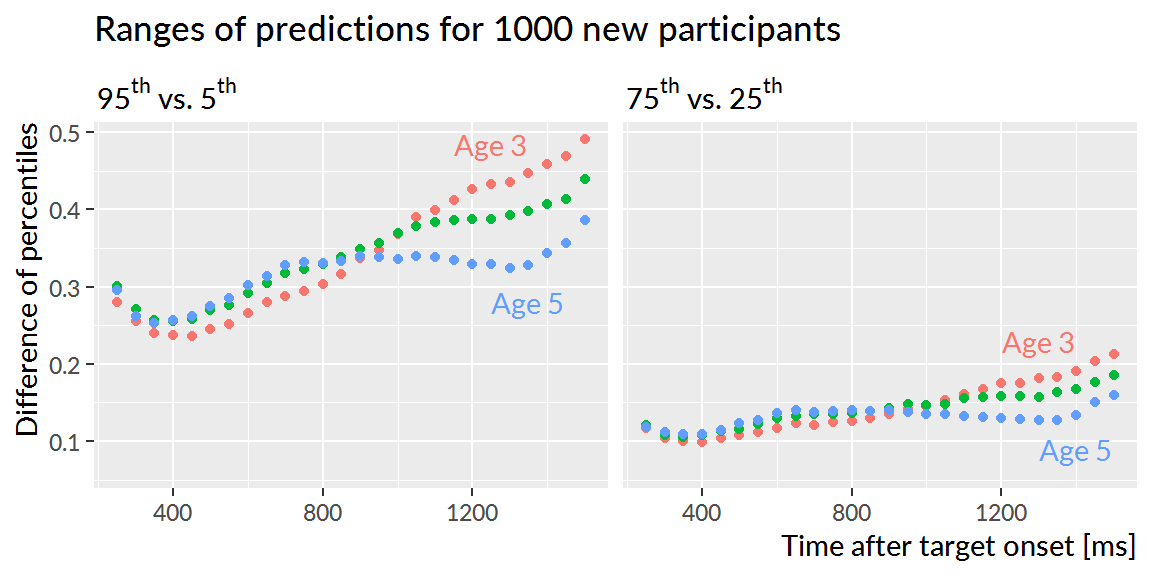 Ranges of predictions for 1000 new participants
95th vs. 5th
75th vs. 25th
Difference of percentiles
0.5
0.4
0.3
0.2
0.1
Age 3
Age 5
Age 3
Age 5
400 800 1200
400 800 1200
Time after target onset [ms]